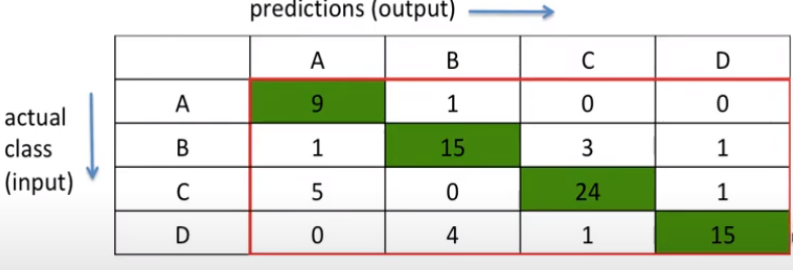 predictions (output)
A B C D
actual
class
(input)
A 9 1 0 0
B 1 15 3 1
C 5 0 24 1
D 0 4 1 15